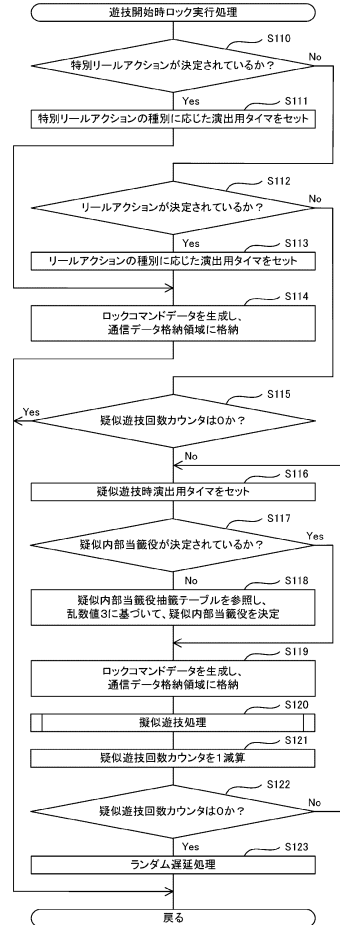 遊技開始時ロック実行処理
S110
特別リールアクションが決定されているか？
No
Yes
S111
特別リールアクションの種別に応じた演出用タイマをセット
S112
リールアクションが決定されているか？
No
Yes
S113
リールアクションの種別に応じた演出用タイマをセット
S114
ロックコマンドデータを生成し、
通信データ格納領域に格納
S115
Yes
疑似遊技回数カウンタは0か？
No
S116
疑似遊技時演出用タイマをセット
S117
疑似内部当籤役が決定されているか？
Yes
No
S118
疑似内部当籤役抽籤テーブルを参照し、
乱数値3に基づいて、疑似内部当籤役を決定
S119
ロックコマンドデータを生成し、
通信データ格納領域に格納
S120
擬似遊技処理
S121
疑似遊技回数カウンタを1減算
S122
疑似遊技回数カウンタは0か？
No
Yes
S123
ランダム遅延処理
戻る